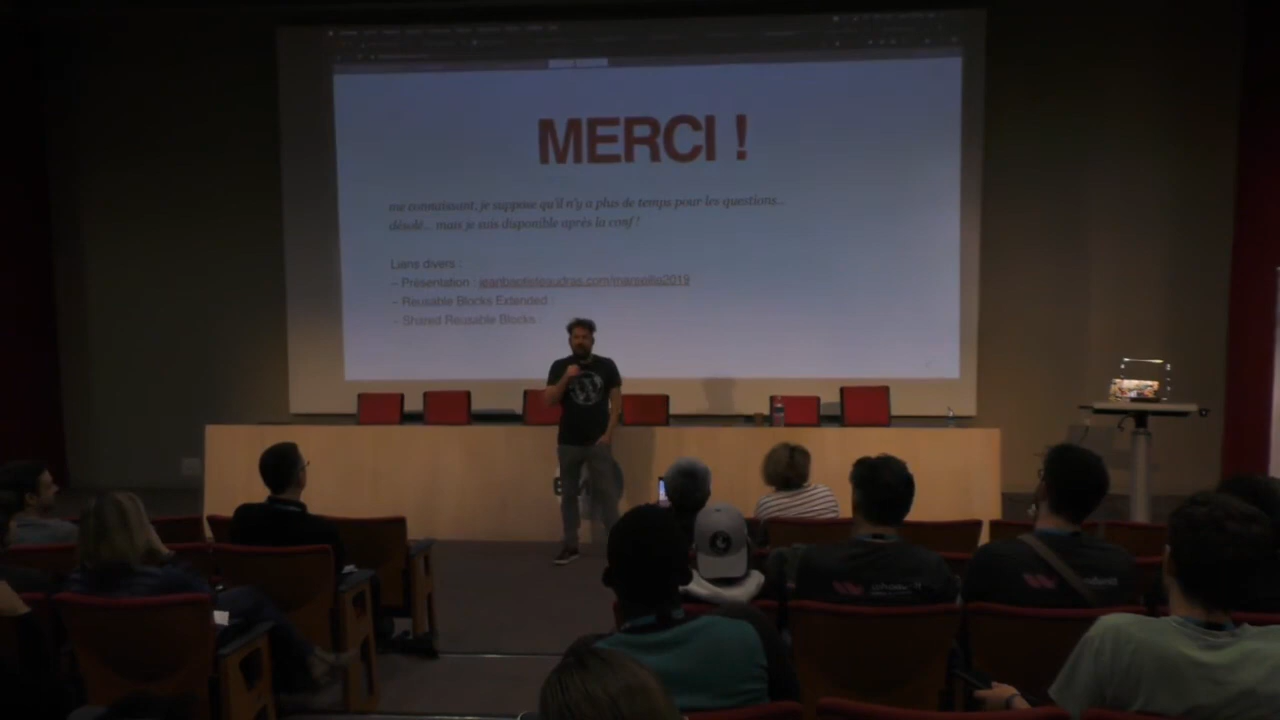 MERCI !
me connaissant, je suppose qu'il n'y a plus de temps pour les questions...
désolé... mais je suis disponible après la conf !
Liens divers :
– Présentation : jeanbaptisteaudras.com/marseille2019
– Reusable Blocks Extended :
– Shared Reusable Blocks